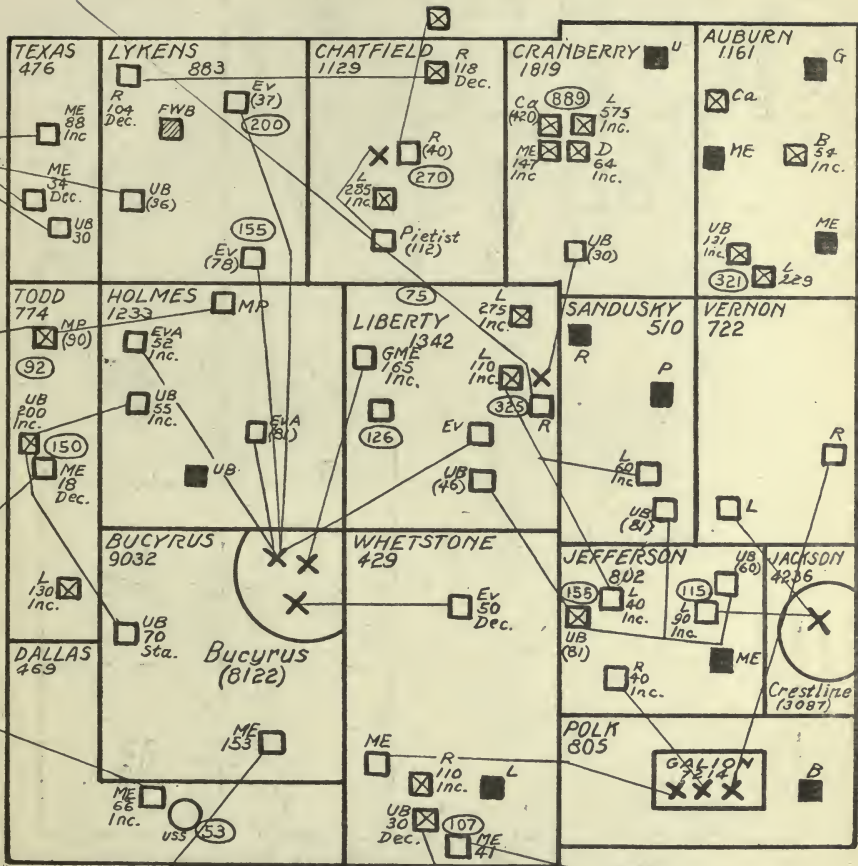 TEXAS
476
ME
88
Inc
ME
34
Dec.
UB
30
LYKENS
883
R
104
Dec.
FWB
Ev
(37)
200
UB
(36)
155
Ev
(78)
CHATFIELD
1129
R
118
Dec.
R
(40)
270
L
285
Inc.
Pietist
(112)
CRANBERRY
1819
U
Ca
(420)
889
L
575
Inc.
ME
147
Inc
D
64
Inc.
UB
(30)
AUBURN
1161
G
Ca
ME
B
54
Inc.
ME
UB
131
Inc.
321
L
229
TODD
774
MP
(90)
92
UB
200
Inc.
150
ME
18
Dec.
L
130
Inc.
HOLMES
1233
MP
EVA
52
Inc.
UB
55
Inc.
EvA
(81)
UB
75
LIBERTY
1342
L
275
Inc.
GME
165
Inc.
L
110
Inc.
325
R
126
Ev
UB
(46)
SANDUSKY
510
R
P
L
60
Inc
UB
(81)
VERNON
722
R
L
BUCYRUS
9032
UB
70
Sta.
Bucyrus
(8122)
ME
153
WHETSTONE
429
Ev
50
Dec.
ME
R
110
Inc.
L
UB
30
Dec.
107
ME
41
JEFFERSON
802
155
L
40
Inc.
UB
(81)
115
L
90
Inc.
UB
(60)
ME
R
40
Inc.
JACKSON
4236
Crestline
(3087)
DALLAS
469
ME
66
Inc.
USS
53
POLK
805
GALION
7214
B